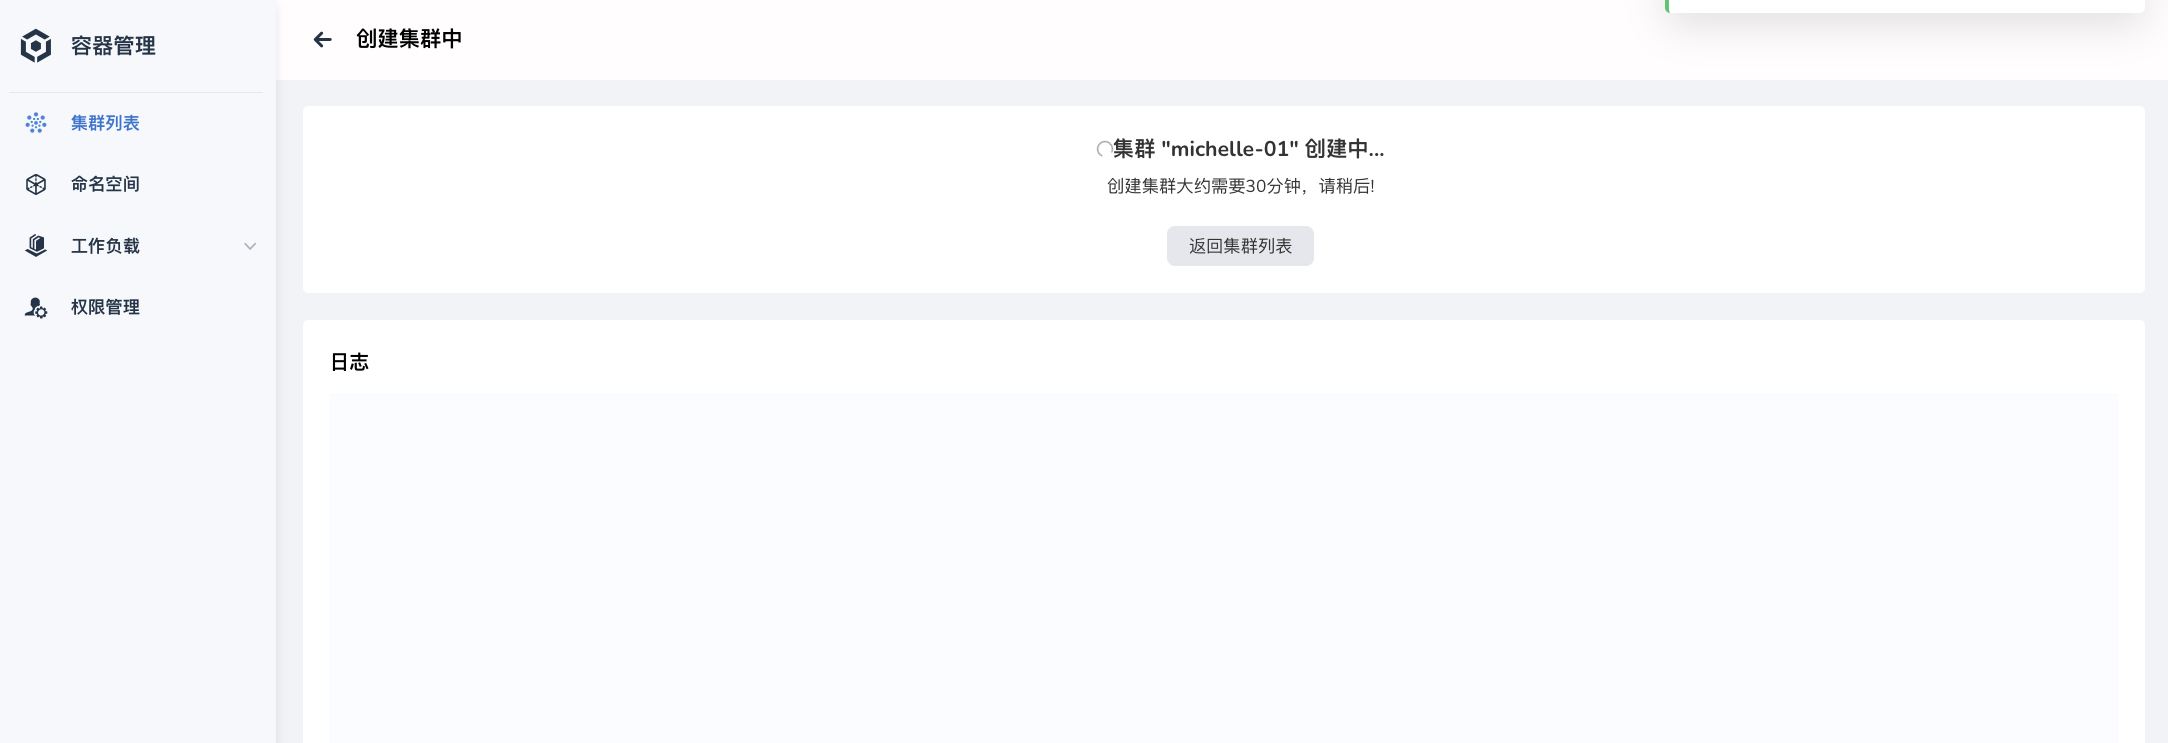 容器管理
集群列表
命名空间
工作负载
权限管理
创建集群中
集群 "michelle-01" 创建中...
创建集群大约需要30分钟，请稍后!
返回集群列表
日志